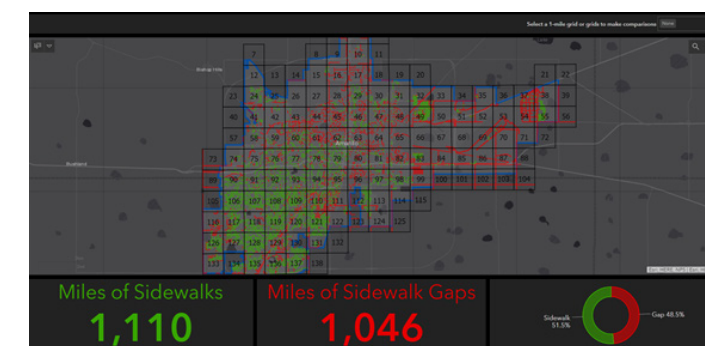 Select a 1-mile grid or grids to make comparisons None
7 8 9 10 11
12 13 14 15 16 17 18 19 20 21 22
23 24 25 26 27 28 29 30 31 32 33 34 35 36 37 38 39
40 41 42 43 44 45 46 47 48 49 50 51 52 53 54 55 56
57 58 59 60 61 62 63 64 65 66 67 68 69 70 71 72
Amarillo
Bushland
73 74 75 76 77 78 79 80 81 82 83 84 85 86 87 88
89 90 91 92 93 94 95 96 97 98 99 100 101 102 103 104
105 106 107 108 109 110 111 112 113 114 115
116 117 118 119 120 121 122 123 124 125
126 127 128 129 130 131 132
133 134 135 136 137 138
Esri, HERE, NPS | Esri, H
Miles of Sidewalks
1,110
Miles of Sidewalk Gaps
1,046
Sidewalk
51.5%
Gap 48.5%